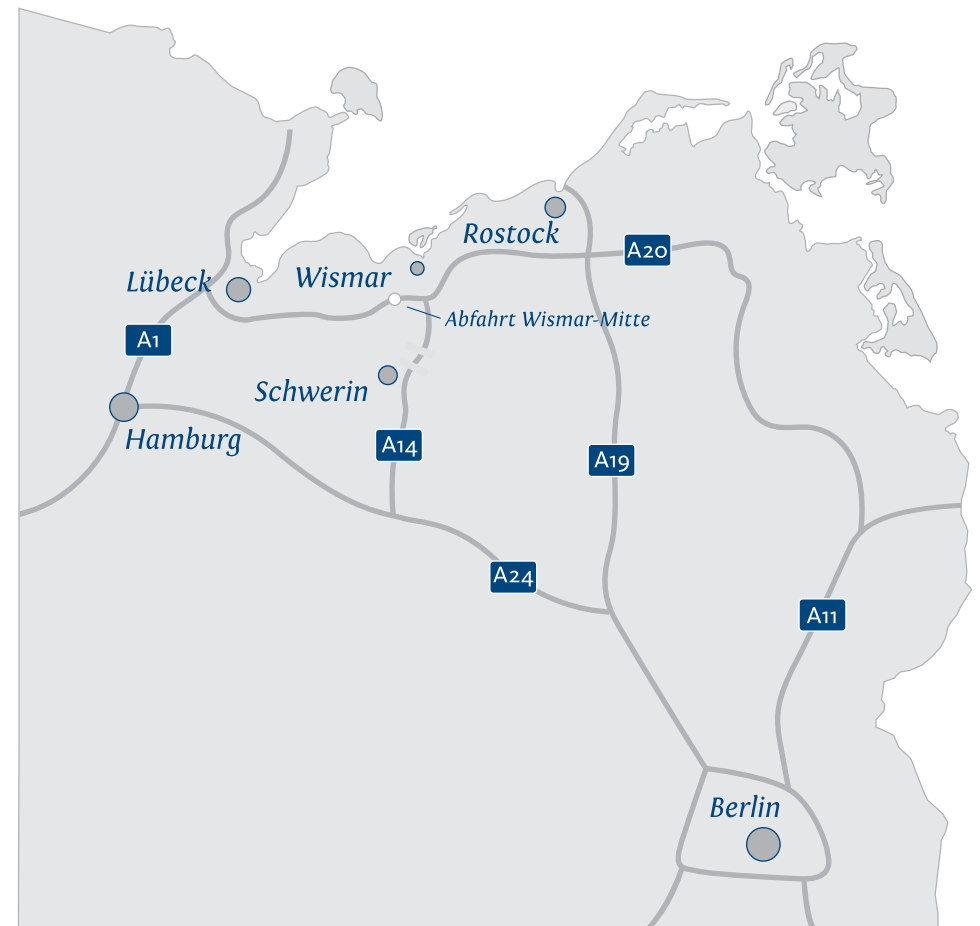 Rostock
A20
Lübeck
Wismar
Abfahrt Wismar-Mitte
A1
Schwerin
Hamburg
A14
A19
A24
A11
Berlin